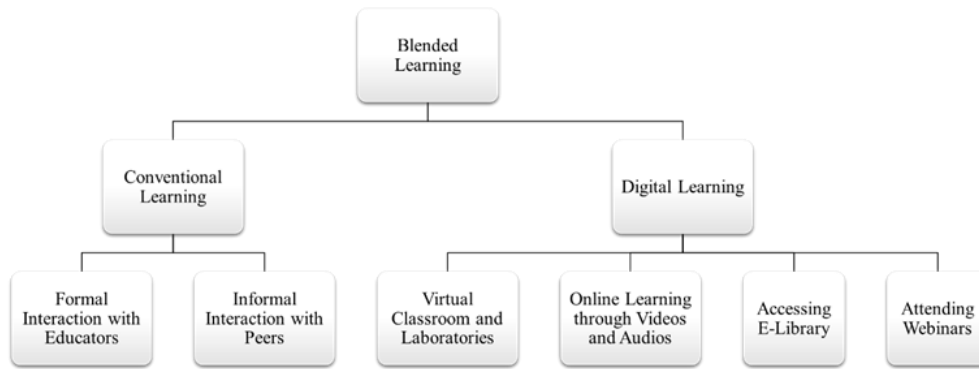 Blended
Learning
Conventional
Learning
Digital Learning
Formal
Interaction with
Educators
Informal
Interaction with
Peers
Virtual
Classroom and
Laboratories
Online Learning
through Videos
and Audios
Accessing
E-Library
Attending
Webinars